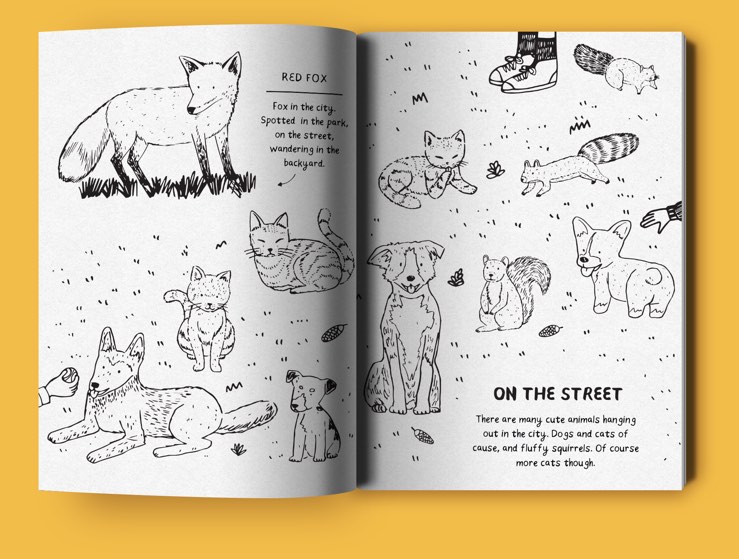 RED FOX
Fox in the city.
Spotted in the park,
on the street,
wandering in the
backyard.
ON THE STREET
There are many cute animals hanging
out in the city. Dogs and cats of
cause, and fluffy squirrels. Of course
more cats though.